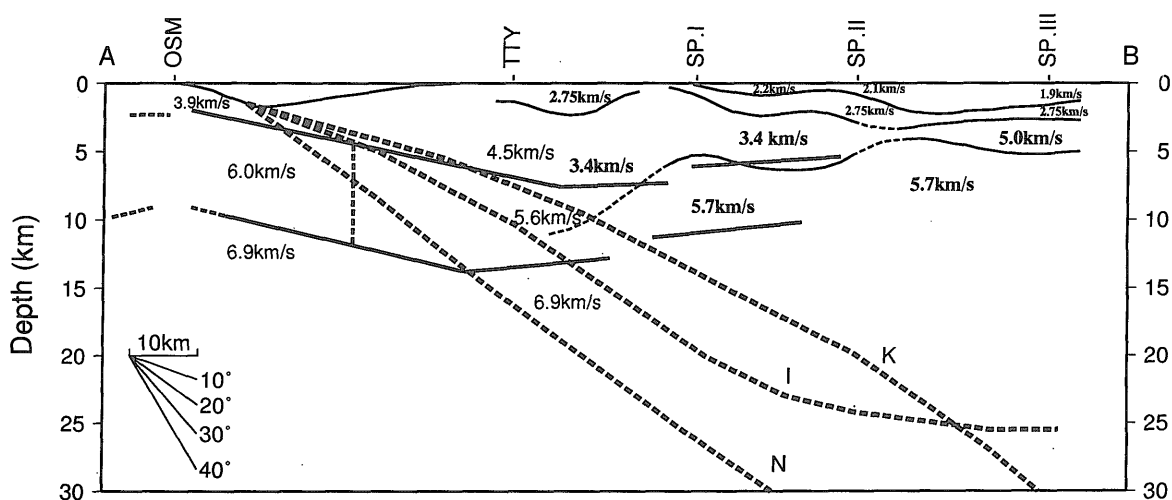 OSM TTY SP.I SP.II SP.III
A B
0 0
3.9km/s 2.75km/s 2.2km/s 2.1km/s 1.9km/s
2.75km/s 2.75km/s
3.4 km/s 5.0km/s
5 4.5km/s 5
6.0km/s 3.4km/s
5.7km/s
5.6km/s 5.7km/s
10 10
6.9km/s
15 15
6.9km/s
Depth (km)
10km
20 K 20
10° I
20°
25 25
30°
40° N
30 30